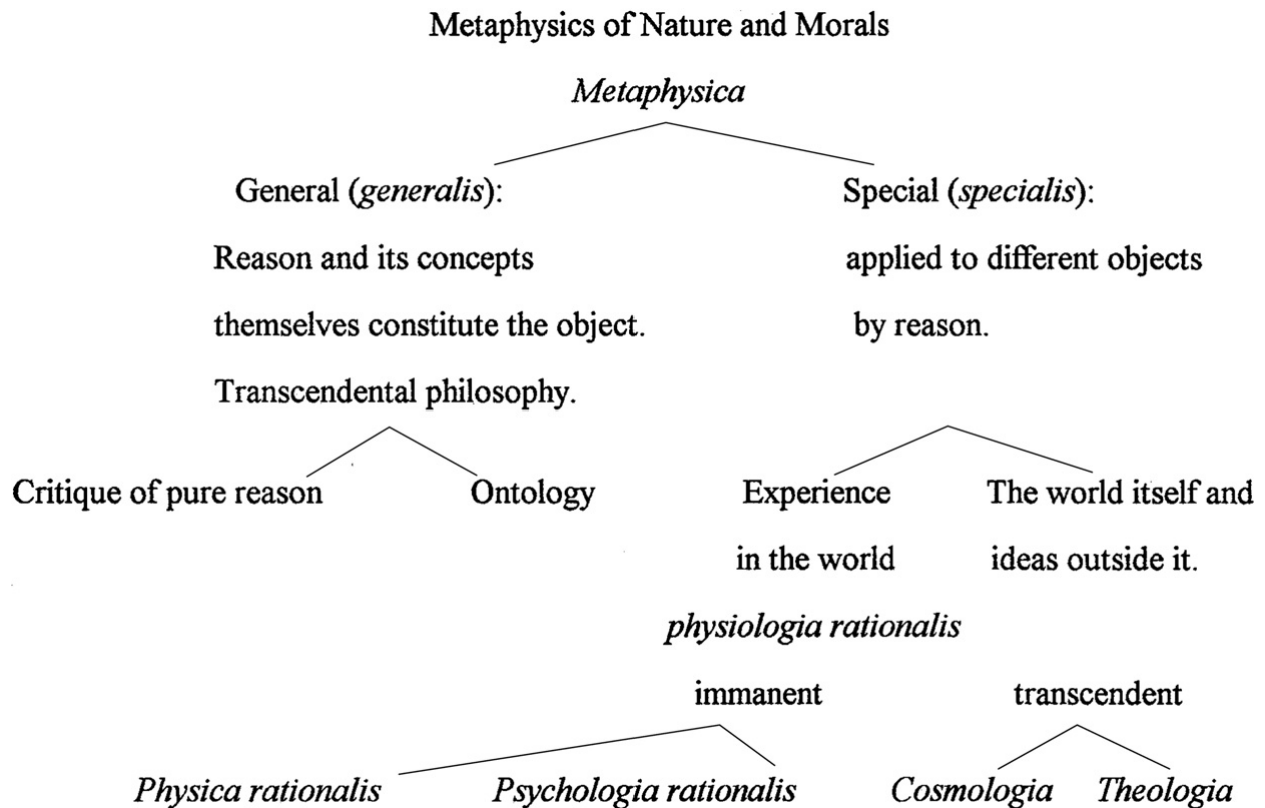 Metaphysics of Nature and Morals
Metaphysica
General (generalis):
Reason and its concepts
themselves constitute the object.
Transcendental philosophy.
Special (specialis):
applied to different objects
by reason.
Critique of pure reason
Ontology
Experience
in the world
The world itself and
ideas outside it.
physiologia rationalis
immanent
transcendent
Physica rationalis
Psychologia rationalis
Cosmologia
Theologia